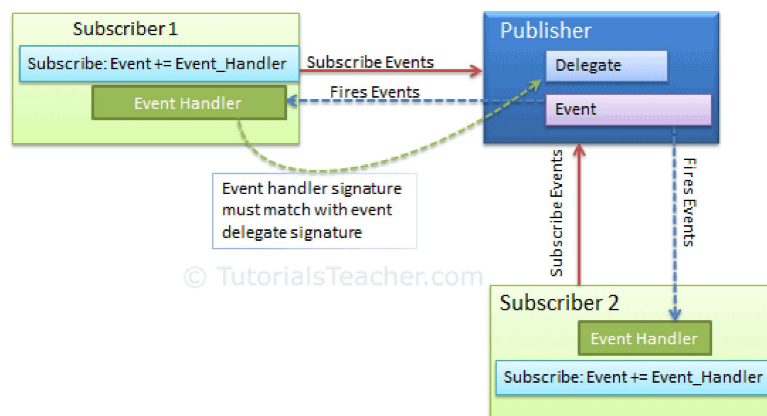 Subscriber 1
Subscribe: Event += Event_Handler
Event Handler
Subscribe Events
Fires Events
Publisher
Delegate
Event
Event handler signature
must match with event
delegate signature
© TutorialsTeacher.com
Subscribe Events
Fires Events
Subscriber 2
Event Handler
Subscribe: Event += Event_Handler